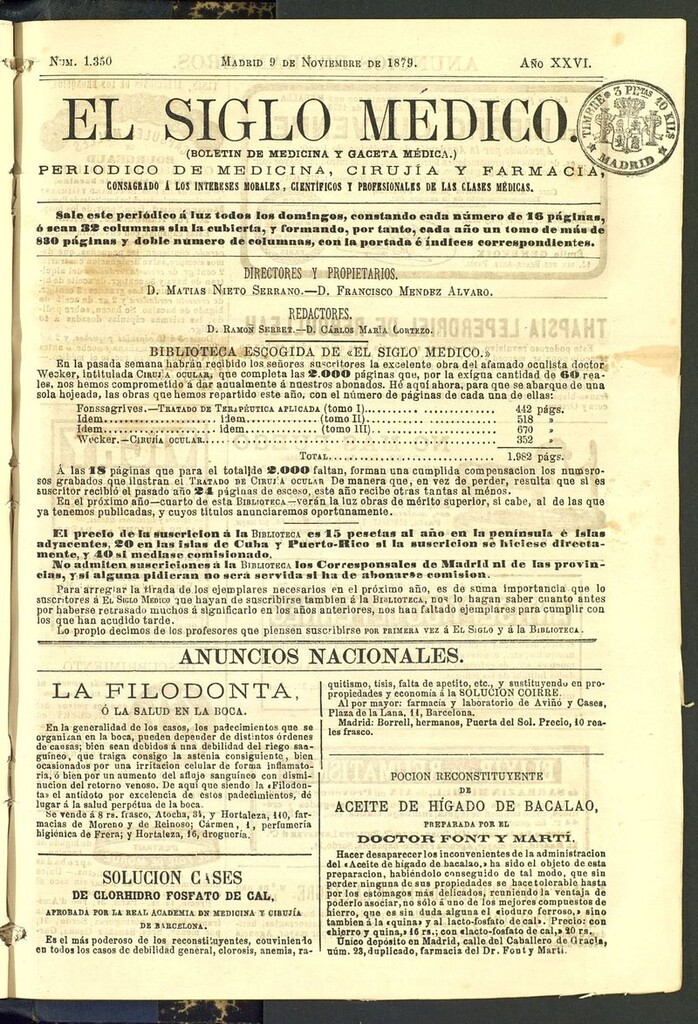 NÚM. 1.350 MADRID 9 DE NOVIEMBRE DE 1879. AÑO XXVI.
EL SIGLO MÉDICO.
TIMBRE 3 PTAS 10 KILS
MADRID
(BOLETIN DE MEDICINA Y GACETA MÉDICA.)
PERIODICO DE MEDICINA, CIRUJÍA Y FARMACIA,
CONSAGRADO Á LOS INTERESES MORALES, CIENTÍFICOS Y PROFESIONALES DE LAS CLASES MÉDICAS.
Sale este periódico á luz todos los domingos, constando cada número de 16 páginas,
ó sean 32 columnas sin la cubierta, y formando, por tanto, cada año un tomo de más de
830 páginas y doble número de columnas, con la portada é índices correspondientes.
DIRECTORES Y PROPIETARIOS.
D. MATIAS NIETO SERRANO.—D. FRANCISCO MENDEZ ALVARO.
REDACTORES.
D. RAMON SERRET.—D. CÁRLOS MARÍA CORTEZO.
BIBLIOTECA ESCOGIDA DE «EL SIGLO MEDICO.»
En la pasada semana habrán recibido los señores suscritores la excelente obra del afamado oculista doctor
Wecker, intitulada CIRUJÍA OCULAR, que completa las 2.000 páginas que, por la exigua cantidad de 60 rea-
les, nos hemos comprometido á dar anualmente á nuestros abonados. Hé aquí ahora, para que se abarque de una
sola hojeada, las obras que hemos repartido este año, con el número de páginas de cada una de ellas:
Fonssagrives.—TRATADO DE TERAPÉUTICA APLICADA (tomo I)........ 442 págs.
Idem.............. idem.............. (tomo II)........ 518 »
Idem.............. idem.............. (tomo III)........ 670 »
Wecker.—CIRUJÍA OCULAR........ 352 »
TOTAL........ 1.982 págs.
Á las 18 páginas que para el total de 2.000 faltan, forman una cumplida compensacion los numero-
sos grabados que ilustran el TRATADO DE CIRUJÍA OCULAR De manera que, en vez de perder, resulta que si es
suscritor recibió el pasado año 24 páginas de esceso, este año recibe otras tantas al ménos.
En el próximo año—cuarto de esta BIBLIOTECA—verán la luz obras de mérito superior, si cabe, al de las que
ya tenemos publicadas, y cuyos títulos anunciaremos oportunamente.
El precio de la suscricion á la BIBLIOTECA es 15 pesetas al año en la península é islas
adyacentes, 20 en las islas de Cuba y Puerto-Rico si la suscricion se hiciese directa-
mente, y 40 si mediase comisionado.
No admiten suscriciones á la BIBLIOTECA los Corresponsales de Madrid ni de las provin-
cias, y si alguna pidieran no será servida si ha de abonarse comision.
Para arreglar la tirada de los ejemplares necesarios en el próximo año, es de suma importancia que lo
suscritores á EL SIGLO MÉDICO que hayan de suscribirse tambien á la BIBLIOTECA, nos lo hagan saber cuanto antes
por haberse retrasado muchos á significarlo en los años anteriores, nos han faltado ejemplares para cumplir con
los que han acudido tarde.
Lo propio decimos de los profesores que piensen suscribirse POR PRIMERA VEZ á EL SIGLO y á la BIBLIOTECA.
ANUNCIOS NACIONALES.
LA FILODONTA,
Ó LA SALUD EN LA BOCA.
En la generalidad de los casos, los padecimientos que se
organizan en la boca, pueden depender de distintos órdenes
de causas; bien sean debidos á una debilidad del riego san-
guíneo, que traiga consigo la astenia consiguiente, bien
ocasionados por una irritacion celular de forma inflamato-
ria, ó bien por un aumento del aflujo sanguíneo con dismi-
nucion del retorno venoso. De aquí que siendo la «Filodon-
ta» el antídoto por excelencia de estos padecimientos, dé
lugar á la salud perpétua de la boca.
Se vende á 8 rs. frasco, Atocha, 34, y Hortaleza, 110, far-
macias de Moreno y de Reinoso; Cármen, 1, perfumería
higiénica de Frera; y Hortaleza, 16, droguería.
SOLUCION CASES
DE CLORHIDRO FOSFATO DE CAL,
APROBADA POR LA REAL ACADEMIA DN MEDICINA Y CIRUJÍA
DE BARCELONA.
Es el más poderoso de los reconstituyentes, conviniendo
en todos los casos de debilidad general, clorosis, anemia, ra-
quitismo, tísis, falta de apetito, etc., y sustituyendo en pro-
piedades y economía á la SOLUCION COIRRE.
Al por mayor: farmacia y laboratorio de Aviñó y Cases,
Plaza de la Lana, 11, Barcelona.
Madrid: Borrell, hermanos, Puerta del Sol. Precio, 10 rea-
les frasco.
POCION RECONSTITUYENTE
DE
ACEITE DE HÍGADO DE BACALAO,
PREPARADA POR EL
DOCTOR FONT Y MARTÍ.
Hacer desaparecer los inconvenientes de la administracion
del «Aceite de hígado de bacalao,» ha sido el objeto de esta
preparacion, habiéndolo conseguido de tal modo, que sin
perder ninguna de sus propiedades se hace tolerable hasta
por los estómagos más delicados, reuniendo la ventaja de
poderlo asociar, no sólo á uno de los mejores compuestos de
hierro, que es sin duda alguna el «ioduro ferroso,» sino
tambien á la «quina» y al «lacto-fosfato de cal». Precio: con
«hierro y quina,» 16 rs.; con «lacto-fosfato de cal,» 20 rs.
Unico depósito en Madrid, calle del Caballero de Gracia,
núm. 23, duplicado, farmacia del Dr. Font y Martí.